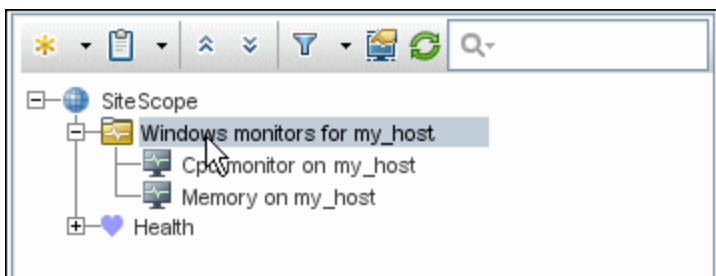 SiteScope
Windows monitors for my_host
Cpu monitor on my_host
Memory on my_host
Health